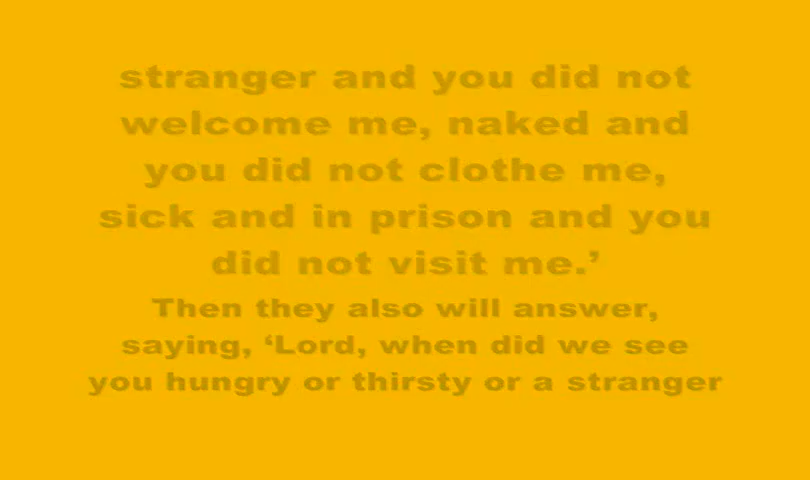 stranger and you did not
welcome me, naked and
you did not clothe me,
sick and in prison and you
did not visit me.’
Then they also will answer,
saying, ‘Lord, when did we see
you hungry or thirsty or a stranger